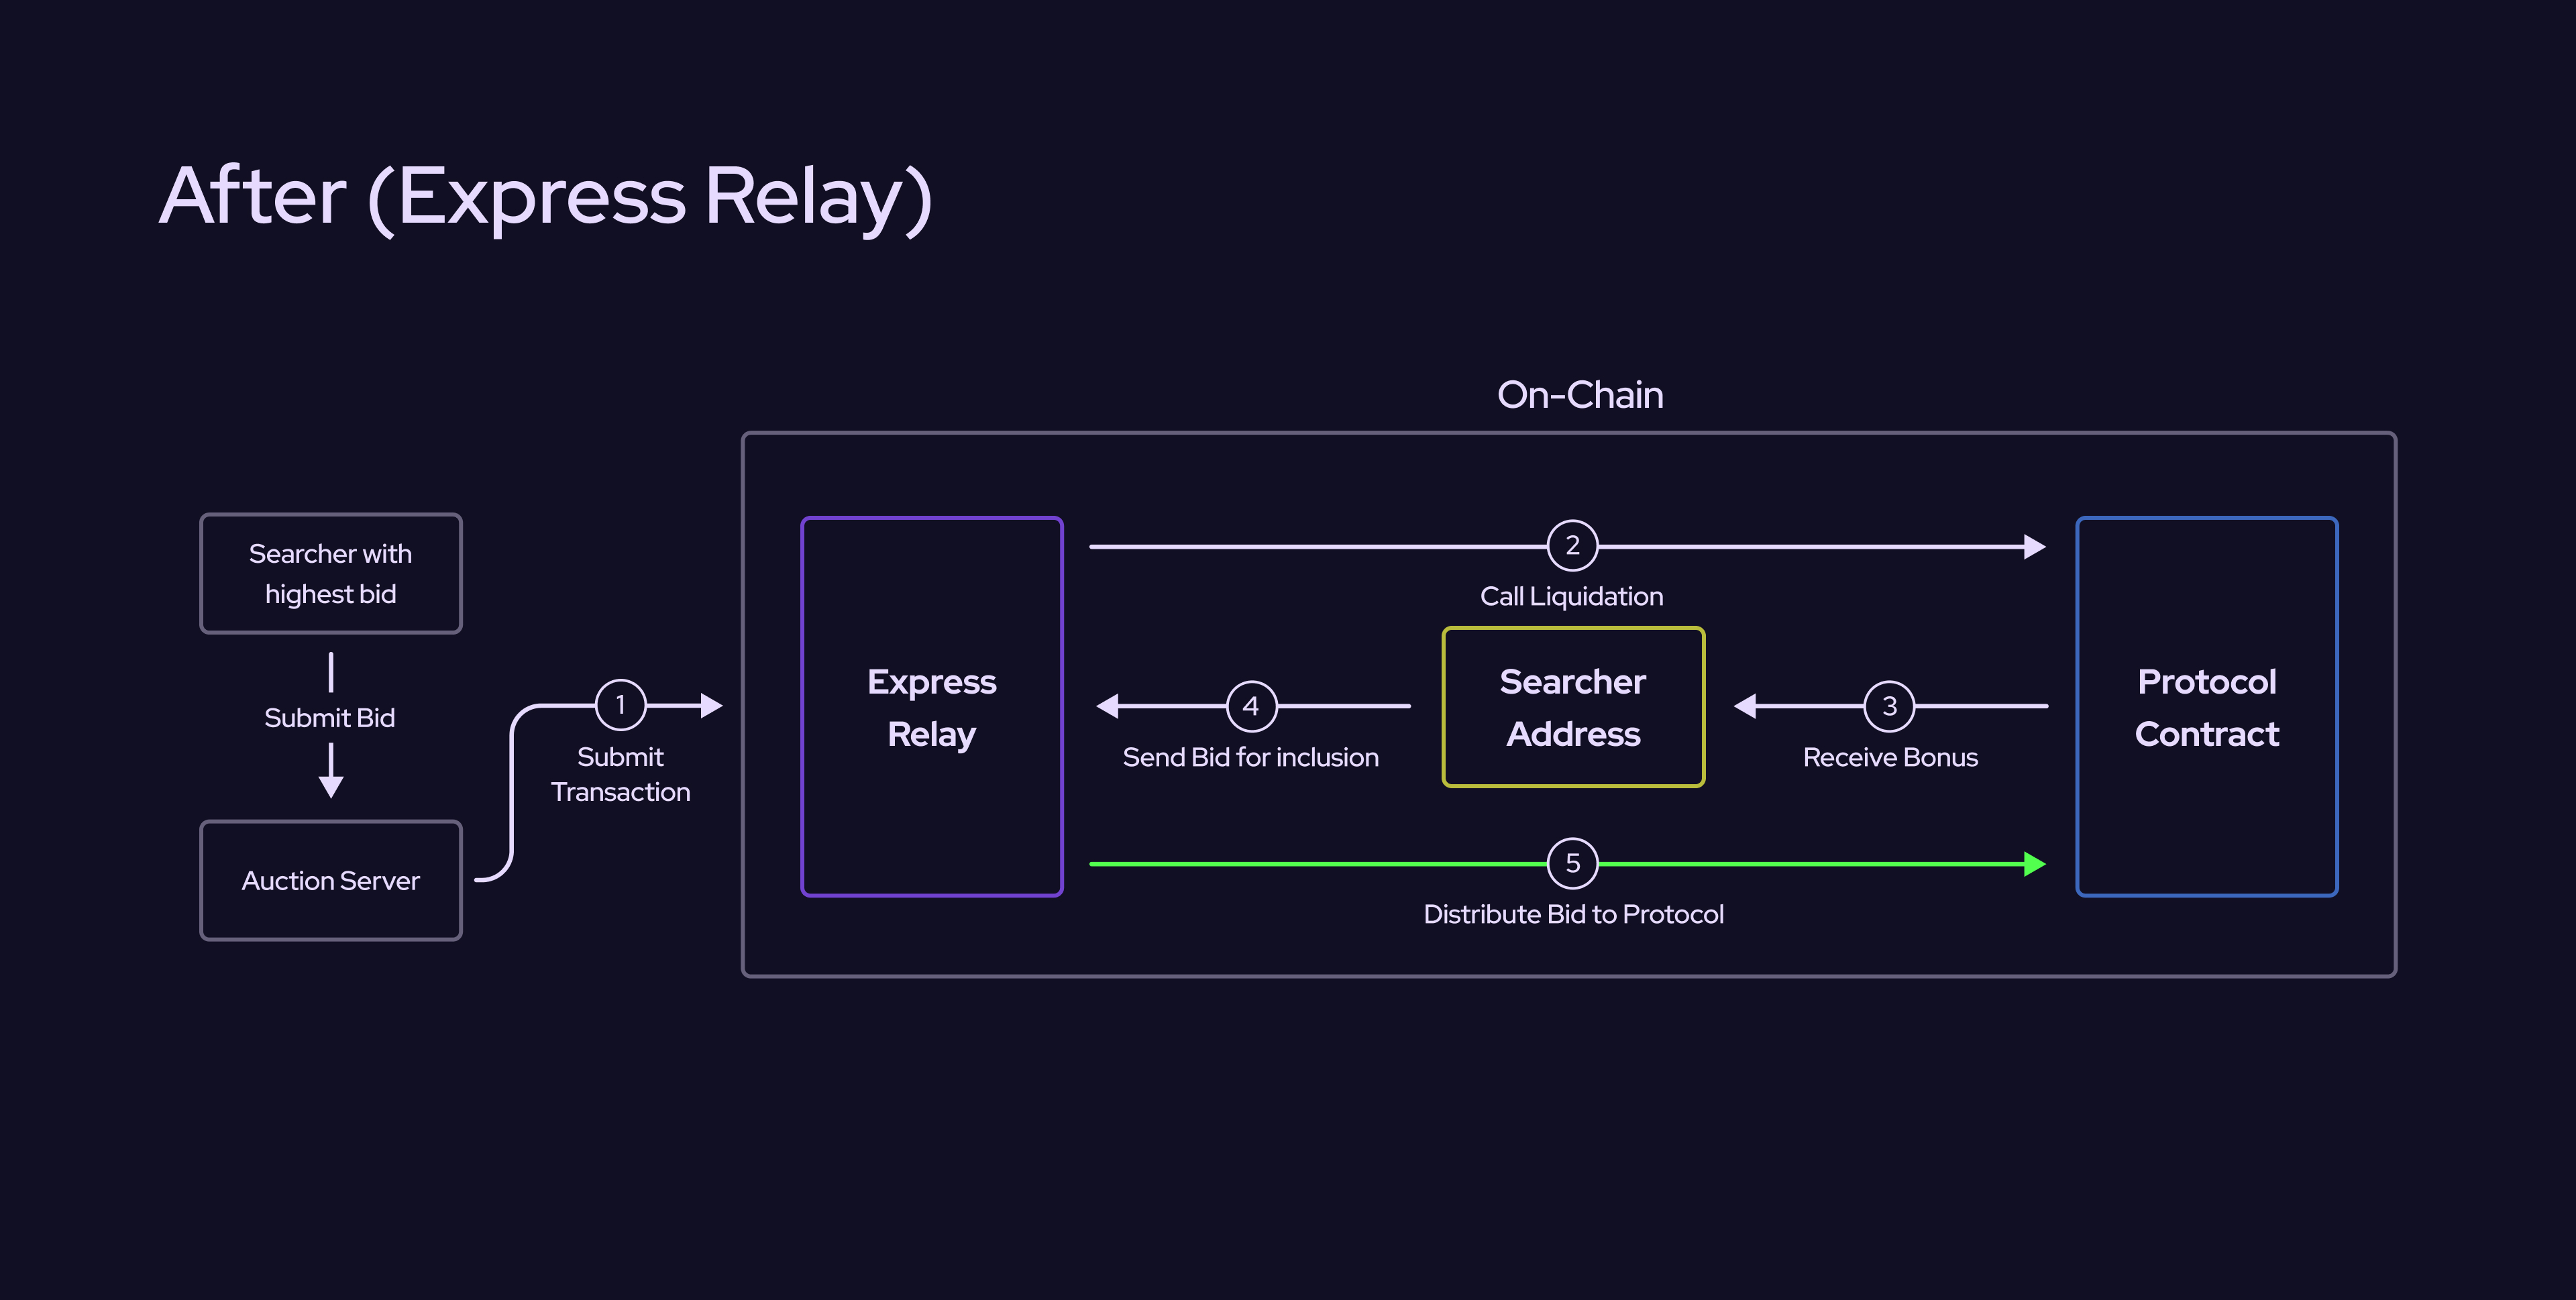 After (Express Relay)
On-Chain
Searcher with
highest bid
Submit Bid
Auction Server
1
Submit
Transaction
Express
Relay
2
Call Liquidation
Searcher
Address
4
Send Bid for inclusion
3
Receive Bonus
5
Distribute Bid to Protocol
Protocol
Contract